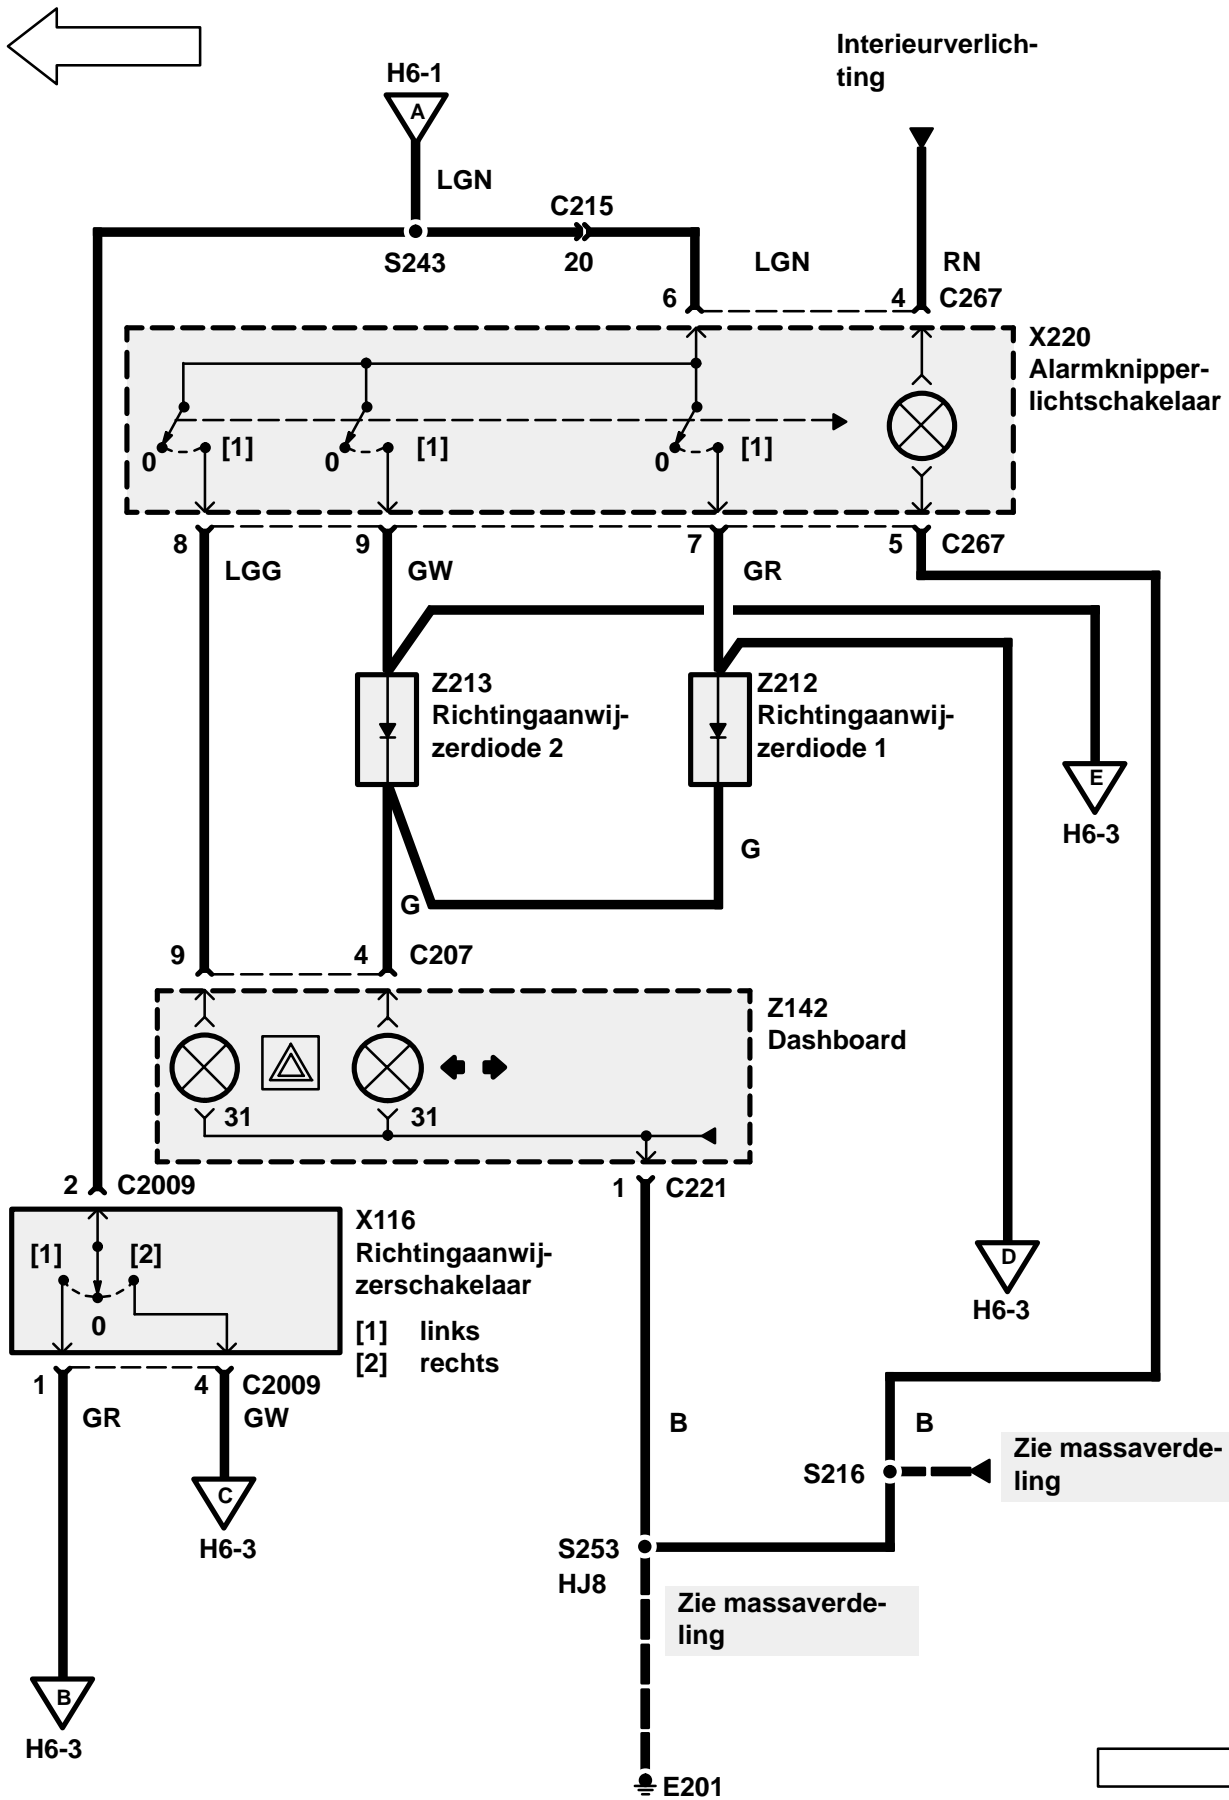 Interieurverlich-
ting
H6-1
A
LGN
C215
S243
20
LGN
RN
6
4
C267
X220
Alarmknipper-
lichtschakelaar
0
[1]
0
[1]
0
[1]
8
9
7
5
C267
LGG
GW
GR
Z213
Richtingaanwij-
zerdiode 2
Z212
Richtingaanwij-
zerdiode 1
E
H6-3
G
G
9
4
C207
Z142
Dashboard
31
31
2
C2009
1
C221
X116
Richtingaanwij-
zerschakelaar
[1] links
[2] rechts
[1]
[2]
0
D
H6-3
1
4
C2009
GR
GW
B
B
S216
Zie massaverde-
ling
C
H6-3
S253
HJ8
Zie massaverde-
ling
B
H6-3
E201